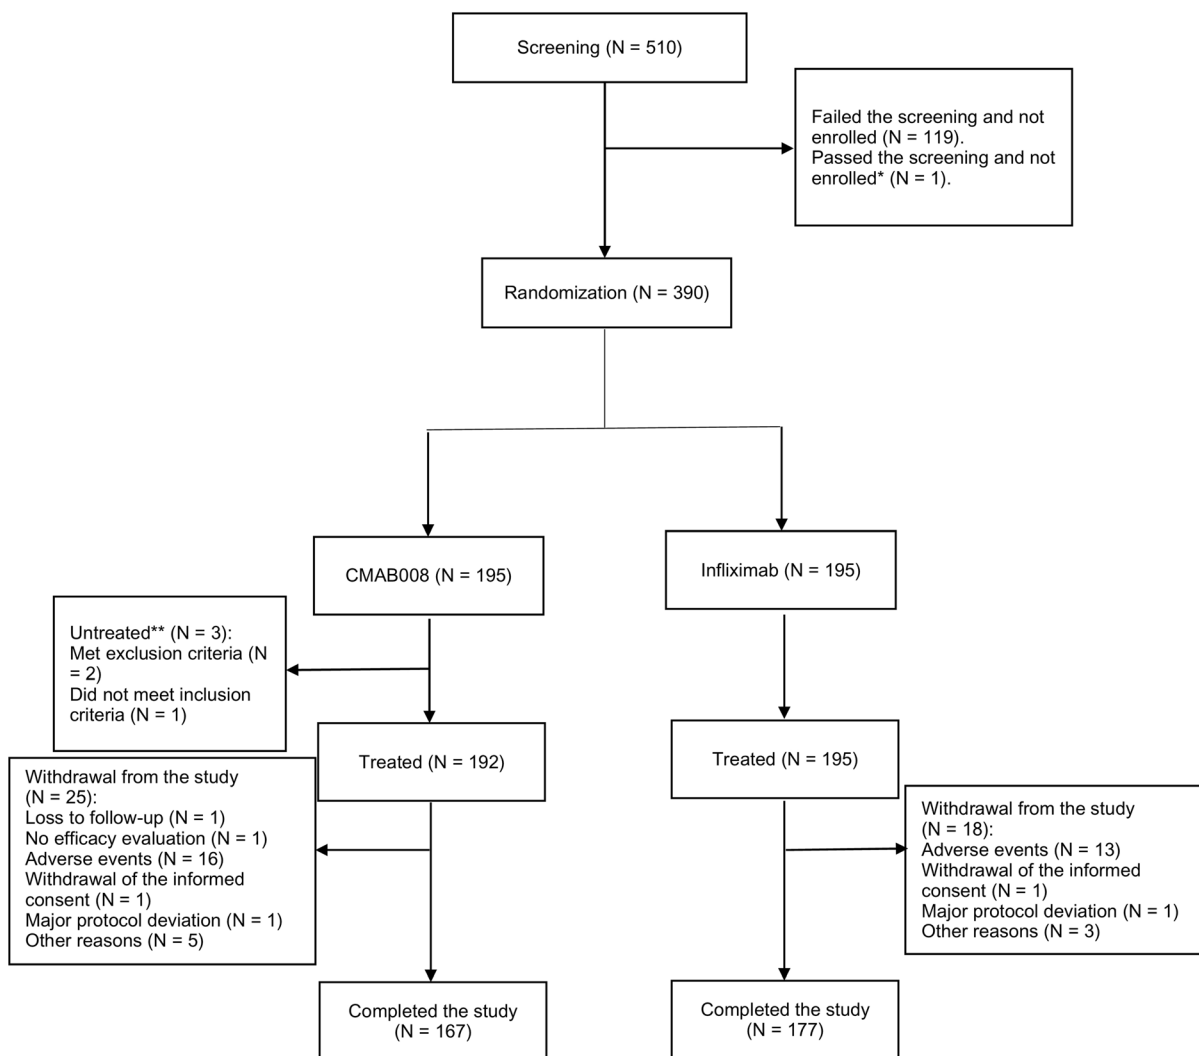 Screening (N = 510)
Failed the screening and not
enrolled (N = 119).
Passed the screening and not
enrolled* (N = 1).
Randomization (N = 390)
CMAB008 (N = 195)
Infliximab (N = 195)
Untreated** (N = 3):
Met exclusion criteria (N
= 2)
Did not meet inclusion
criteria (N = 1)
Treated (N = 192)
Treated (N = 195)
Withdrawal from the study
(N = 25):
Loss to follow-up (N = 1)
No efficacy evaluation (N = 1)
Adverse events (N = 16)
Withdrawal of the informed
consent (N = 1)
Major protocol deviation (N = 1)
Other reasons (N = 5)
Withdrawal from the study
(N = 18):
Adverse events (N = 13)
Withdrawal of the informed
consent (N = 1)
Major protocol deviation (N = 1)
Other reasons (N = 3)
Completed the study
(N = 167)
Completed the study
(N = 177)